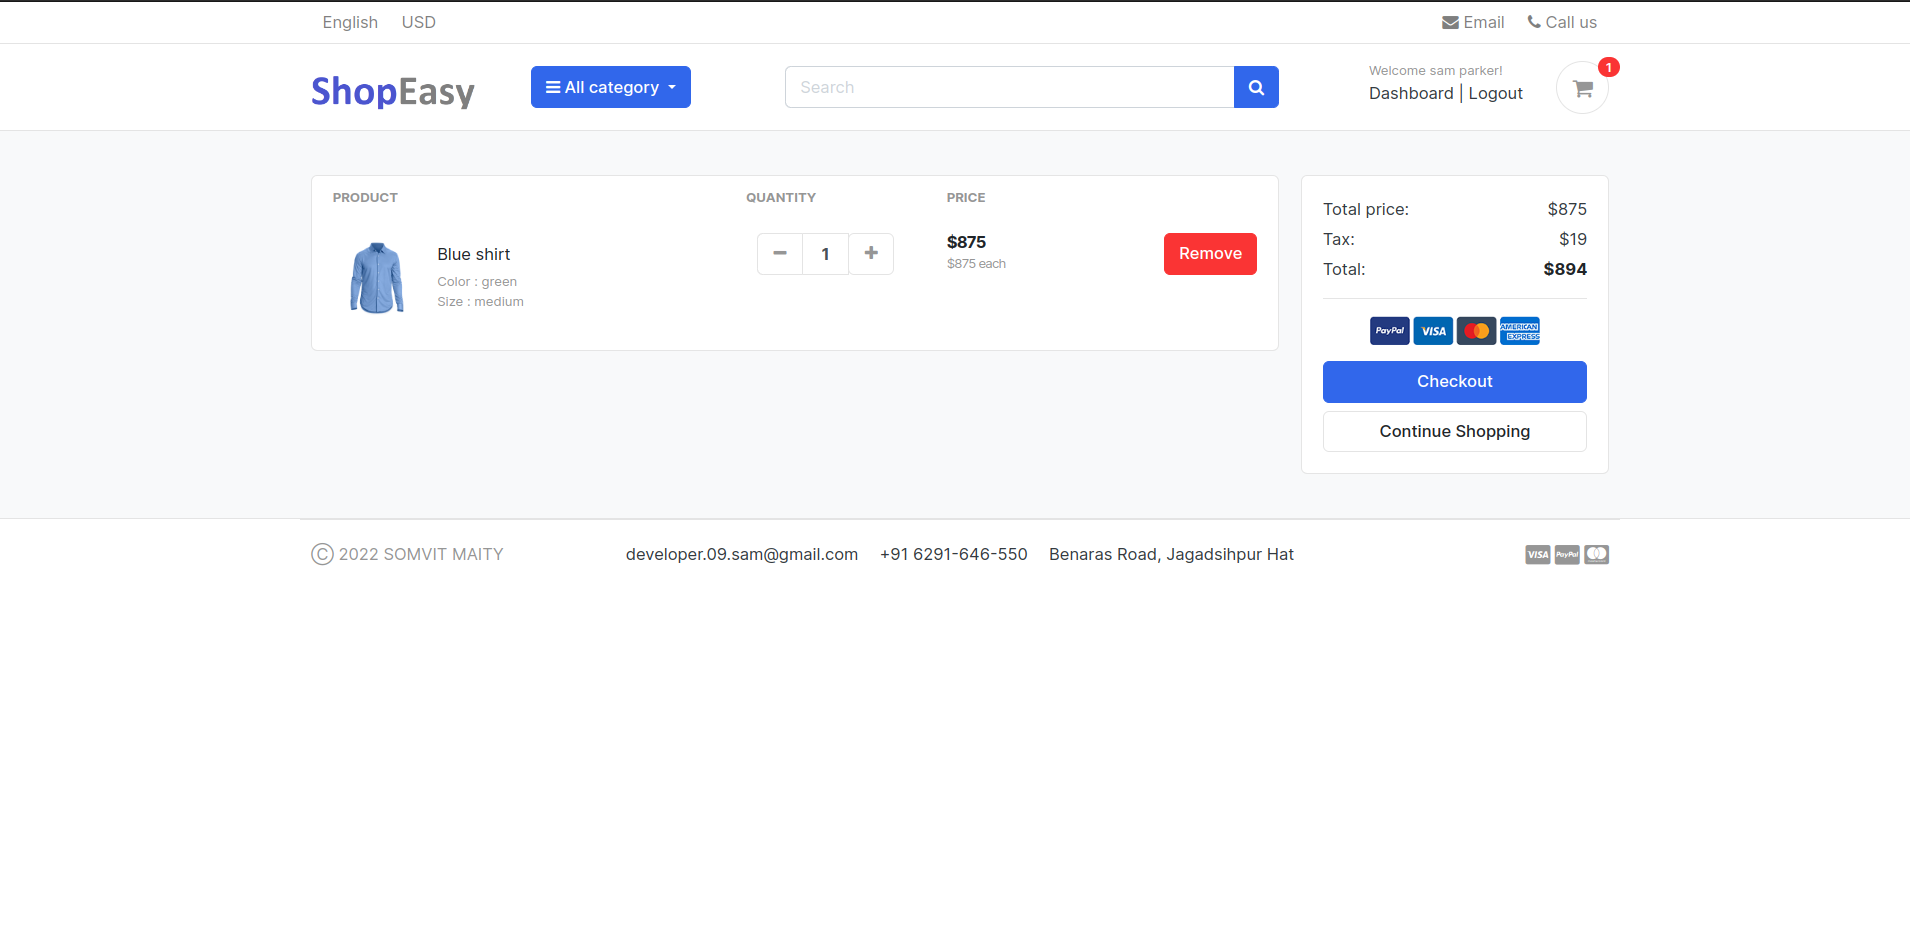 English USD Email Call us
ShopEasy All category Search Welcome sam parker! 1
Dashboard | Logout
PRODUCT QUANTITY PRICE
Blue shirt
Color : green
Size : medium
1
$875
$875 each
Remove
Total price: $875
Tax: $19
Total: $894
PayPal VISA AMERICAN EXPRESS
Checkout
Continue Shopping
© 2022 SOMVIT MAITY developer.09.sam@gmail.com +91 6291-646-550 Benaras Road, Jagadsihpur Hat VISA PayPal